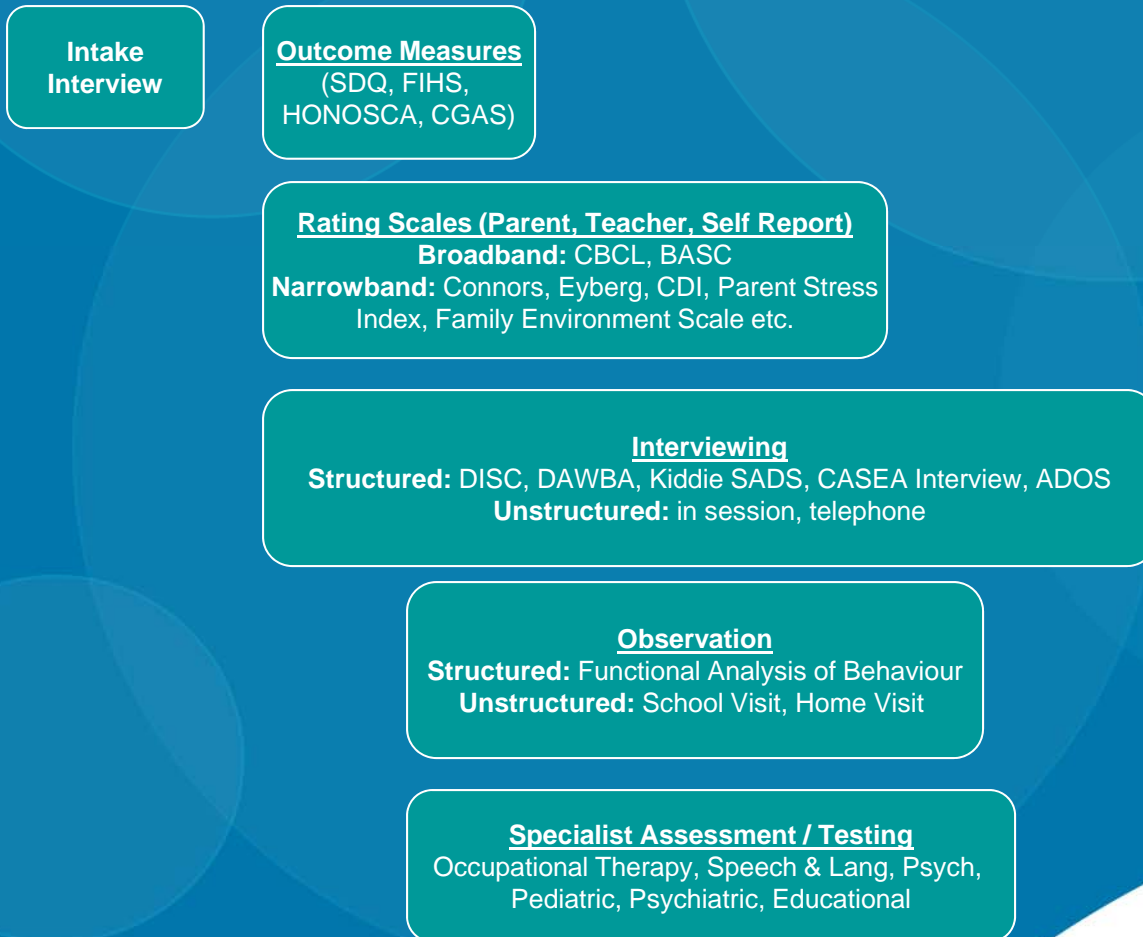 Intake
Interview
Outcome Measures
(SDQ, FIHS,
HONOSCA, CGAS)
Rating Scales (Parent, Teacher, Self Report)
Broadband: CBCL, BASC
Narrowband: Connors, Eyberg, CDI, Parent Stress
Index, Family Environment Scale etc.
Interviewing
Structured: DISC, DAWBA, Kiddie SADS, CASEA Interview, ADOS
Unstructured: in session, telephone
Observation
Structured: Functional Analysis of Behaviour
Unstructured: School Visit, Home Visit
Specialist Assessment / Testing
Occupational Therapy, Speech & Lang, Psych,
Pediatric, Psychiatric, Educational